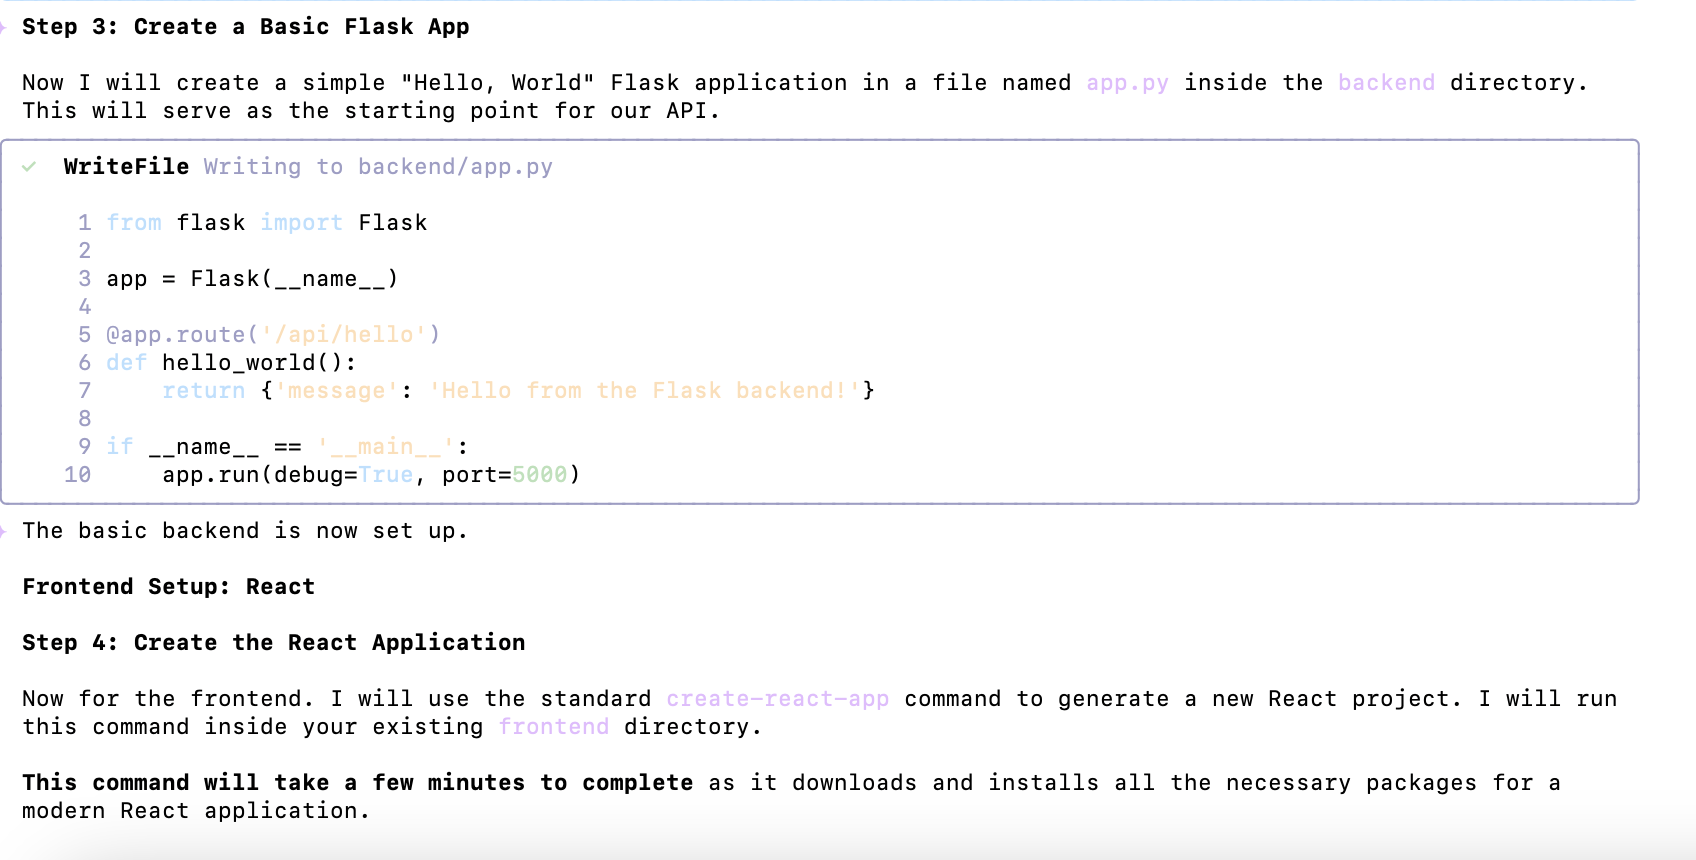 Step 3: Create a Basic Flask App
Now I will create a simple "Hello, World" Flask application in a file named app.py inside the backend directory.
This will serve as the starting point for our API.
✓ WriteFile Writing to backend/app.py
1 from flask import Flask
2
3 app = Flask(__name__)
4
5 @app.route('/api/hello')
6 def hello_world():
7     return {'message': 'Hello from the Flask backend!'}
8
9 if __name__ == '__main__':
10     app.run(debug=True, port=5000)
The basic backend is now set up.
Frontend Setup: React
Step 4: Create the React Application
Now for the frontend. I will use the standard create-react-app command to generate a new React project. I will run
this command inside your existing frontend directory.
This command will take a few minutes to complete as it downloads and installs all the necessary packages for a
modern React application.